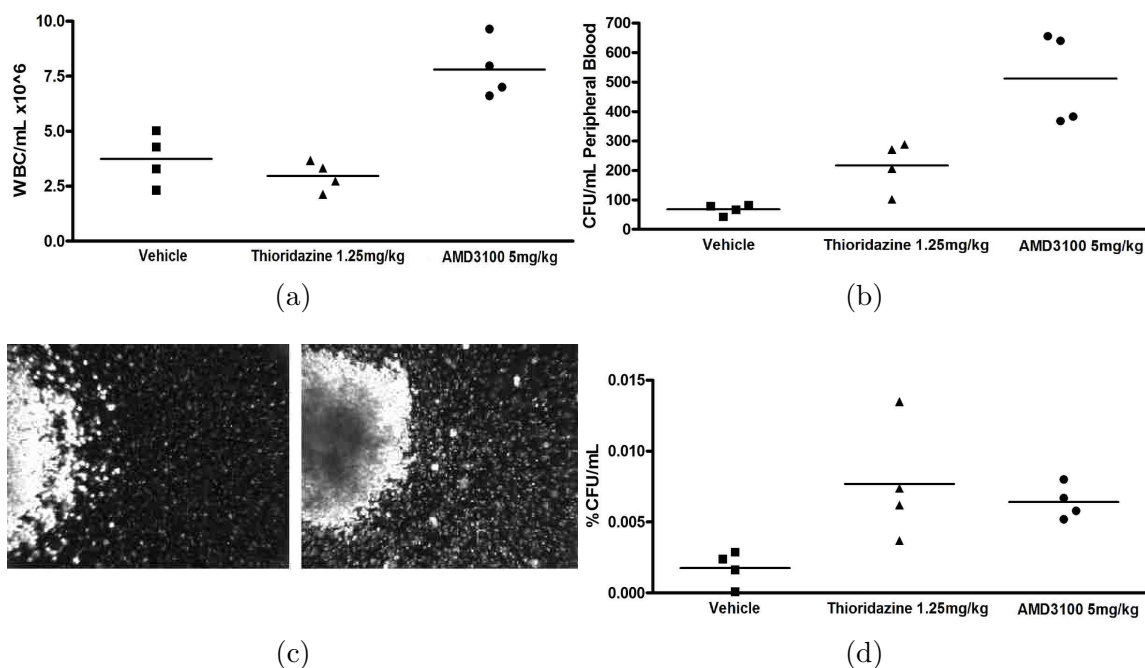 WBC/mL x10^6
10.0
7.5
5.0
2.5
0.0
Vehicle
Thioridazine 1.25mg/kg
AMD3100 5mg/kg
(a)
CFU/mL Peripheral Blood
700
600
500
400
300
200
100
0
Vehicle
Thioridazine 1.25mg/kg
AMD3100 5mg/kg
(b)
(c)
%CFU/mL
0.015
0.010
0.005
0.000
Vehicle
Thioridazine 1.25mg/kg
AMD3100 5mg/kg
(d)